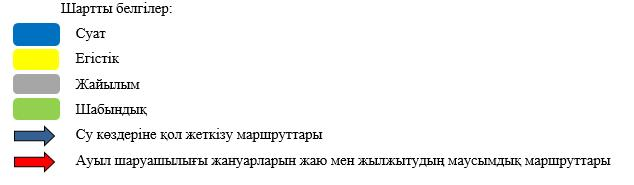 Шартты белгілер:
Суат
Егістік
Жайылым
Шабындық
Су көздеріне қол жеткізу маршруттары
Ауыл шаруашылығы жануарларын жаю мен жылжытудың маусымдық маршруттары